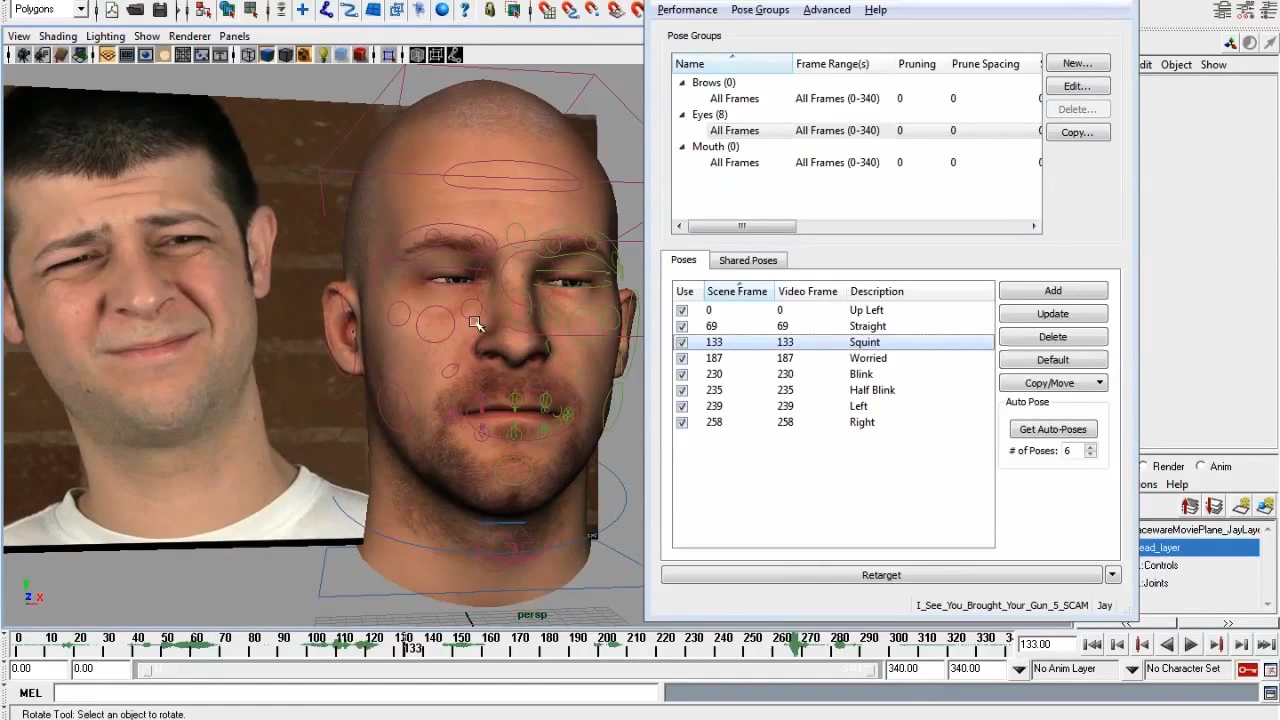 Polygons
View Shading Lighting Show Renderer Panels
persp
Performance Pose Groups Advanced Help
Pose Groups
Name Frame Range(s) Pruning Prune Spacing
Brows (0)
All Frames All Frames (0-340) 0 0
Eyes (8)
All Frames All Frames (0-340) 0 0
Mouth (0)
All Frames All Frames (0-340) 0 0
New...
Edit...
Delete...
Copy...
Poses Shared Poses
Use Scene Frame Video Frame Description
0 0 Up Left
69 69 Straight
133 133 Squint
187 187 Worried
230 230 Blink
235 235 Half Blink
239 239 Left
258 258 Right
Add
Update
Delete
Default
Copy/Move
Auto Pose
Get Auto-Poses
# of Poses: 6
Retarget
I_See_You_Brought_Your_Gun_5_SCAM Jay
dit Object Show
Render Anim
ons Help
acewareMoviePlane_JayLaye
ead_layer
:Controls
:Joints
0 10 20 30 40 50 60 70 80 90 100 110 120 130 140 150 160 170 180 190 200 210 220 230 240 250 260 270 280 290 300 310 320 330 3
133
133.00
0.00 0.00 340.00 340.00 No Anim Layer No Character Set
MEL
Rotate Tool: Select an object to rotate.